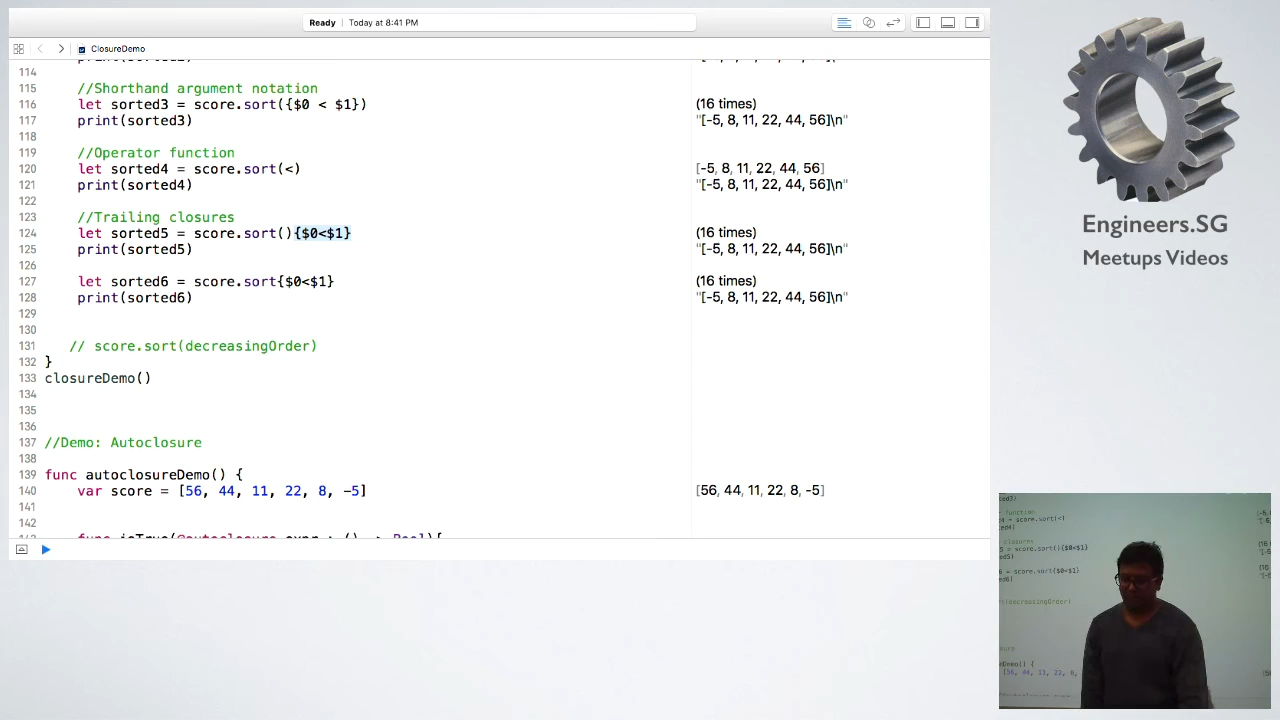 Ready | Today at 8:41 PM
ClosureDemo
114
115 //Shorthand argument notation
116 let sorted3 = score.sort({$0 < $1}) (16 times)
117 print(sorted3) "[-5, 8, 11, 22, 44, 56]\n"
118
119 //Operator function
120 let sorted4 = score.sort(<) [-5, 8, 11, 22, 44, 56]
121 print(sorted4) "[-5, 8, 11, 22, 44, 56]\n"
122
123 //Trailing closures
124 let sorted5 = score.sort(){$0<$1} (16 times)
125 print(sorted5) "[-5, 8, 11, 22, 44, 56]\n"
126
127 let sorted6 = score.sort{$0<$1} (16 times)
128 print(sorted6) "[-5, 8, 11, 22, 44, 56]\n"
129
130
131 // score.sort(decreasingOrder)
132 }
133 closureDemo()
134
135
136
137 //Demo: Autoclosure
138
139 func autoclosureDemo() {
140 var score = [56, 44, 11, 22, 8, -5] [56, 44, 11, 22, 8, -5]
141
142
Engineers.SG
Meetups Videos